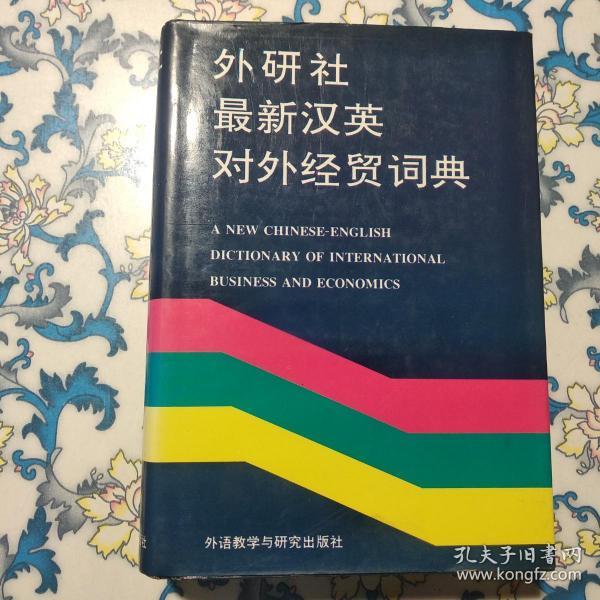 外研社
最新汉英
对外经贸词典
A NEW CHINESE-ENGLISH
DICTIONARY OF INTERNATIONAL
BUSINESS AND ECONOMICS
社
外语教学与研究出版社
孔夫子旧书网
www.kongfz.com